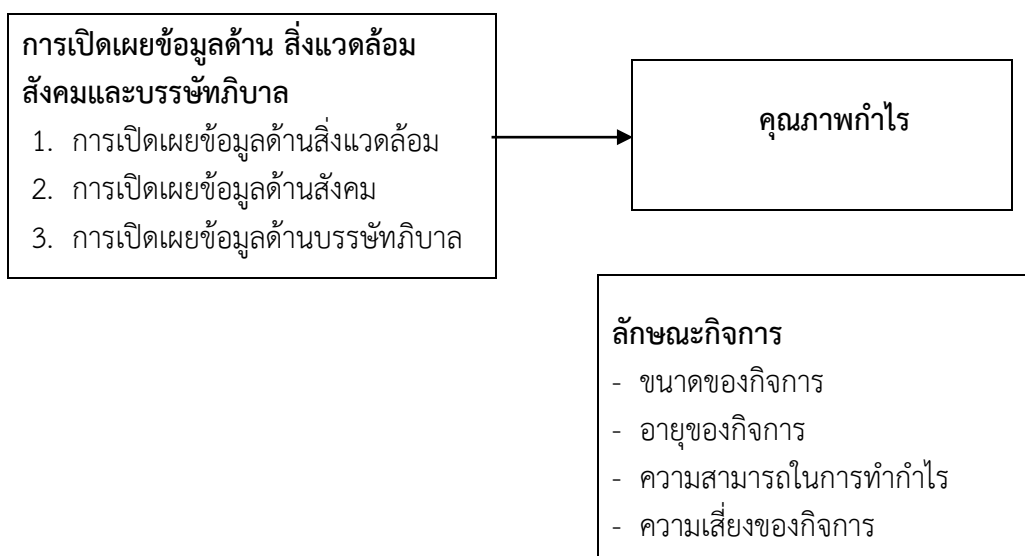 การเปิดเผยข้อมูลด้าน สิ่งแวดล้อม
สังคมและบรรษัทภิบาล
1. การเปิดเผยข้อมูลด้านสิ่งแวดล้อม
2. การเปิดเผยข้อมูลด้านสังคม
3. การเปิดเผยข้อมูลด้านบรรษัทภิบาล
คุณภาพกำไร
ลักษณะกิจการ
- ขนาดของกิจการ
- อายุของกิจการ
- ความสามารถในการทำกำไร
- ความเสี่ยงของกิจการ